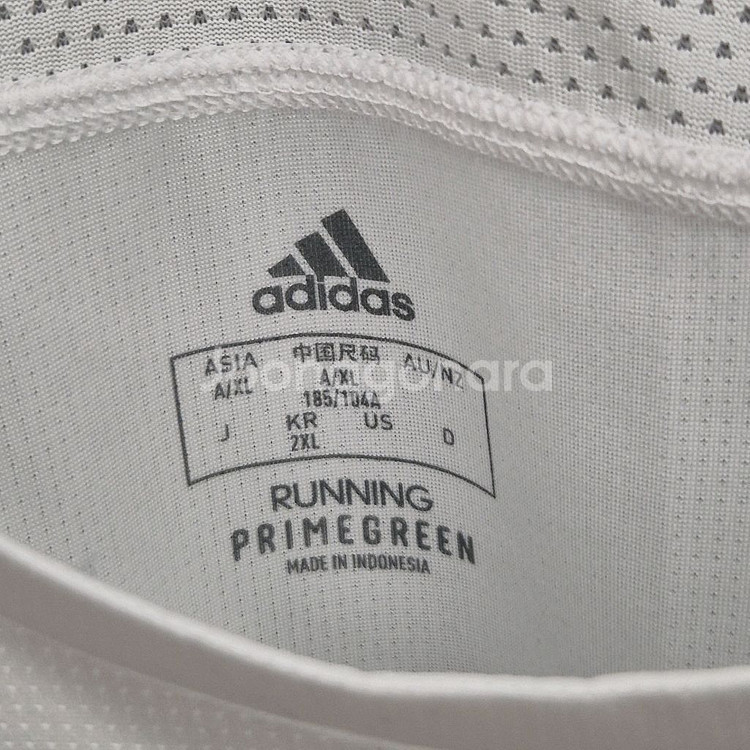 adidas
ASIA 中国尺码 AU/NZ
A/XL A/XL
185/104A
J KR US D
2XL
RUNNING
PRIMEGREEN
MADE IN INDONESIA